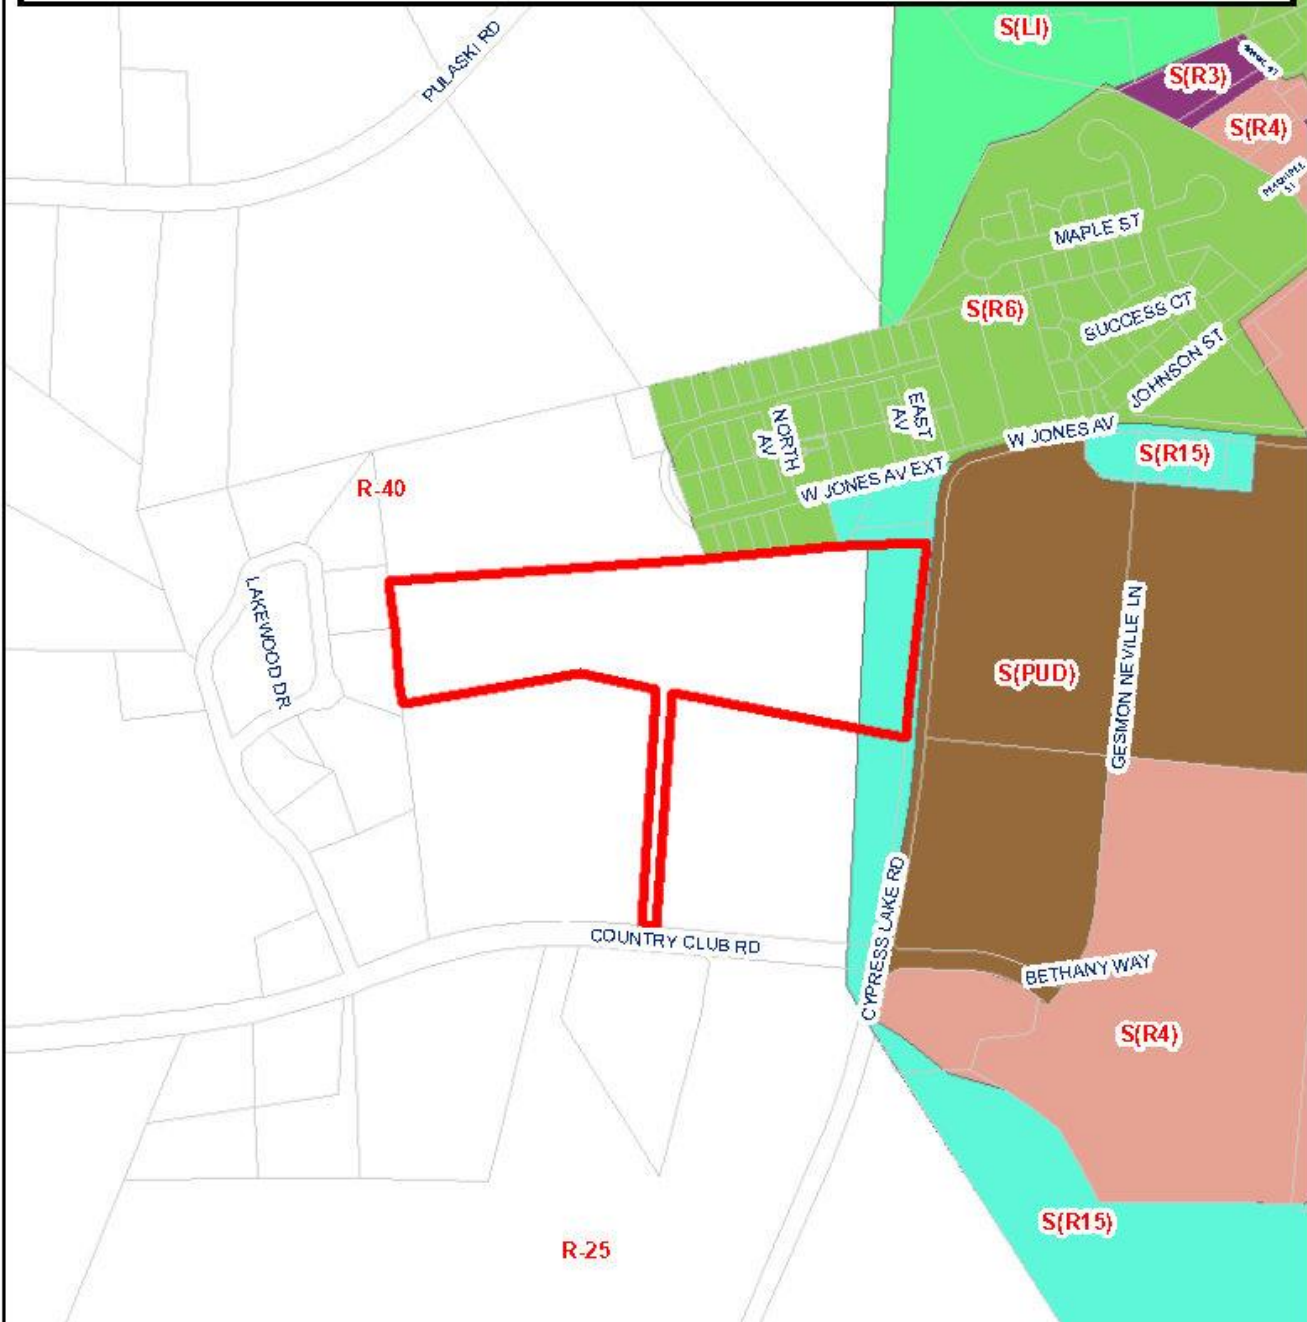 S(LI)
PULASKI RD
S(R3)
S(R4)
MAPLE ST
S(R6)
SUCCESS CT
JOHNSON ST
EAST
AV
NORTH
AV
W JONES AV
S(R15)
W JONES AV EXT
R-40
LAKEWOOD DR
GESMON NEVILLE LN
S(PUD)
CYPRESS LAKE RD
COUNTRY CLUB RD
BETHANY WAY
S(R4)
S(R15)
R-25